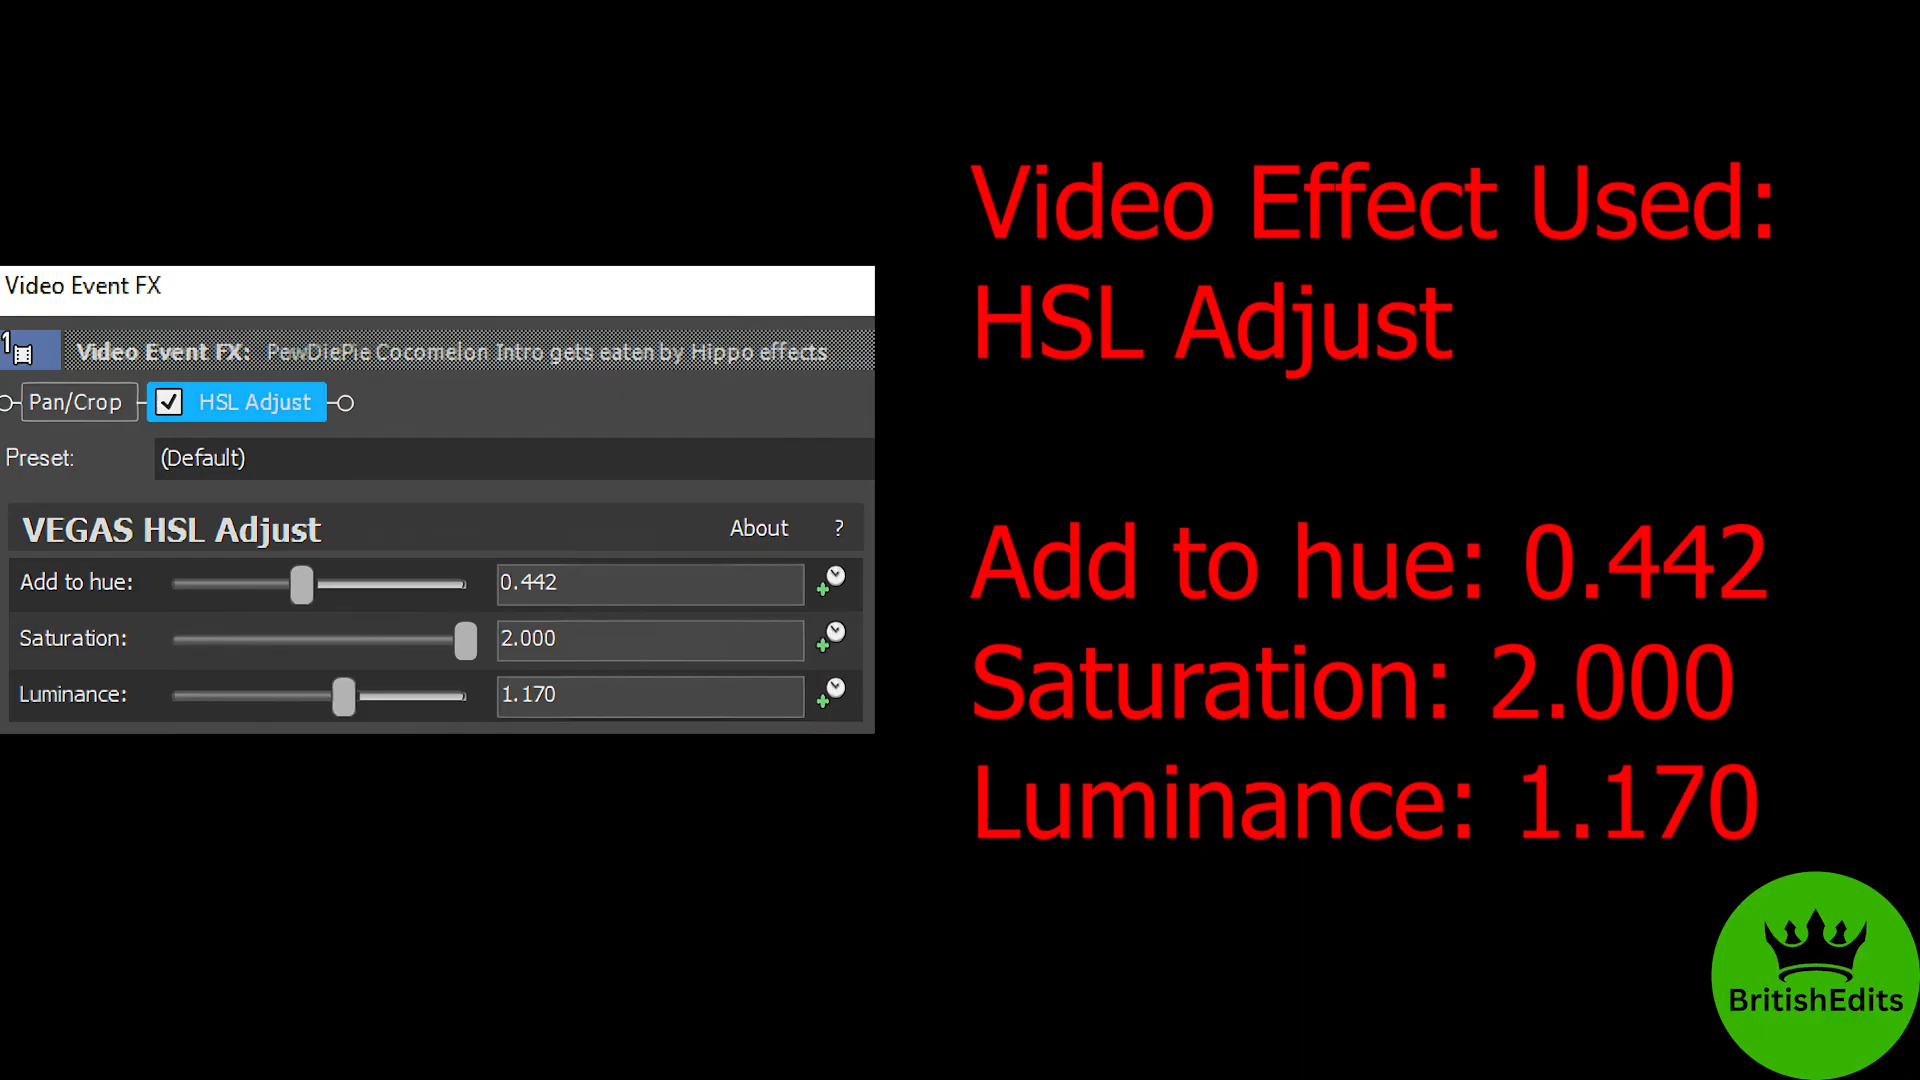 Video Event FX
1
Video Event FX: PewDiePie Cocomelon Intro gets eaten by Hippo effects
Pan/Crop HSL Adjust
Preset: (Default)
VEGAS HSL Adjust About ?
Add to hue: 0.442
Saturation: 2.000
Luminance: 1.170
Video Effect Used:
HSL Adjust
Add to hue: 0.442
Saturation: 2.000
Luminance: 1.170
BritishEdits